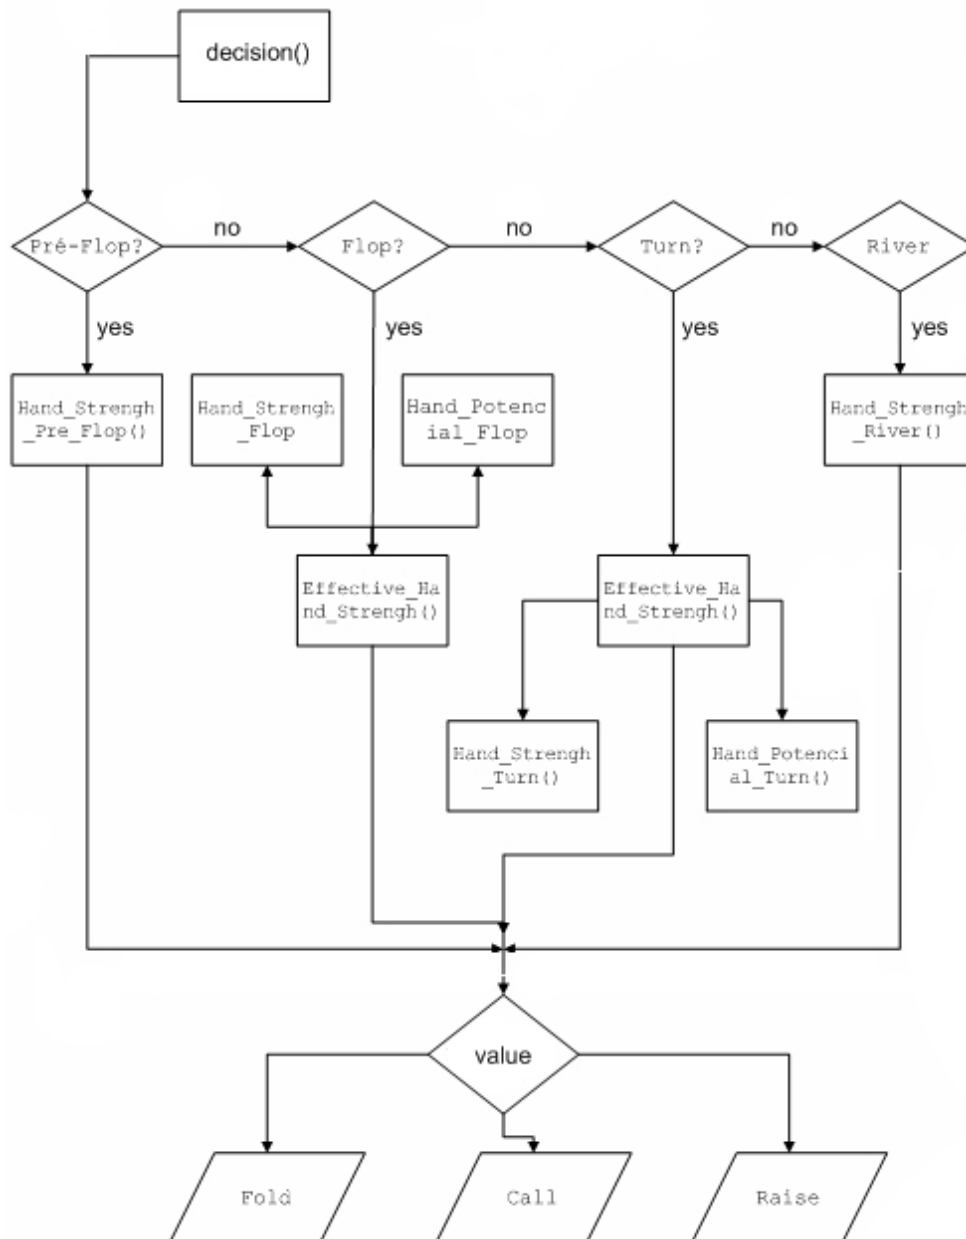 decision()
Pré-Flop?
no
Flop?
no
Turn?
no
River
yes
yes
yes
yes
Hand_Strengh
_Pre_Flop()
Hand_Strengh
_Flop
Hand_Potenc
ial_Flop
Hand_Strengh
_River()
Effective_Ha
nd_Strengh()
Effective_Ha
nd_Strengh()
Hand_Strengh
_Turn()
Hand_Potenci
al_Turn()
value
Fold
Call
Raise